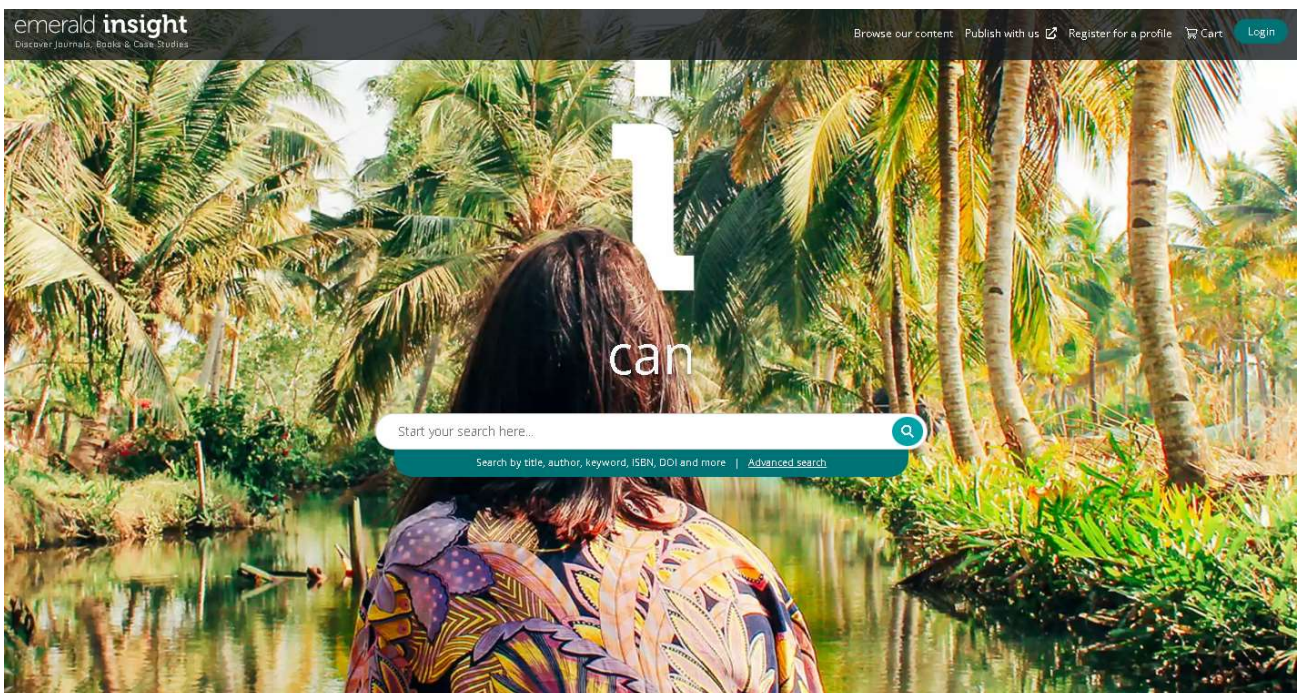 emerald insight
Discover Journals, Books & Case Studies
Browse our content Publish with us Register for a profile Cart Login
i
can
Start your search here...
Search by title, author, keyword, ISBN, DOI and more | Advanced search